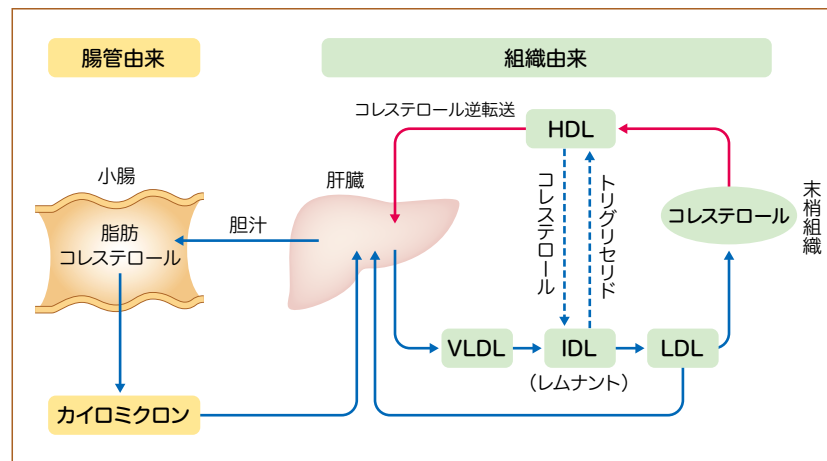 腸管由来
組織由来
コレステロール逆転送
HDL
小腸
肝臓
胆汁
脂肪
コレステロール
コレステロール
トリグリセリド
コレステロール
末梢組織
VLDL
IDL
LDL
（レムナント）
カイロミクロン